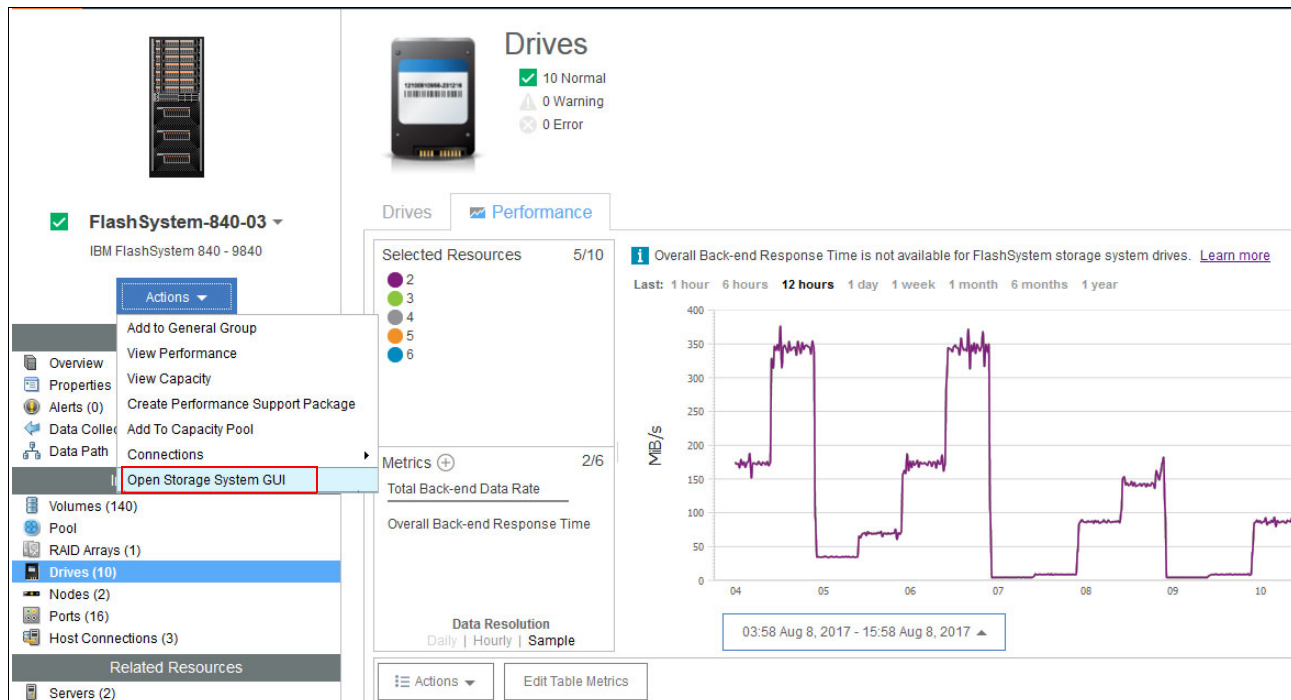 FlashSystem-840-03
IBM FlashSystem 840 - 9840
Actions
Add to General Group
View Performance
View Capacity
Create Performance Support Package
Add To Capacity Pool
Connections
Open Storage System GUI
Overview
Properties
Alerts (0)
Data Collec
Data Path
Volumes (140)
Pool
RAID Arrays (1)
Drives (10)
Nodes (2)
Ports (16)
Host Connections (3)
Related Resources
Servers (2)
Drives
10 Normal
0 Warning
0 Error
Drives
Performance
Selected Resources 5/10
2
3
4
5
6
Metrics 2/6
Total Back-end Data Rate
Overall Back-end Response Time
Data Resolution
Daily | Hourly | Sample
Overall Back-end Response Time is not available for FlashSystem storage system drives. Learn more
Last: 1 hour 6 hours 12 hours 1 day 1 week 1 month 6 months 1 year
MiB/s
400
350
300
250
200
150
100
50
0
04 05 06 07 08 09 10
03:58 Aug 8, 2017 - 15:58 Aug 8, 2017
Actions
Edit Table Metrics